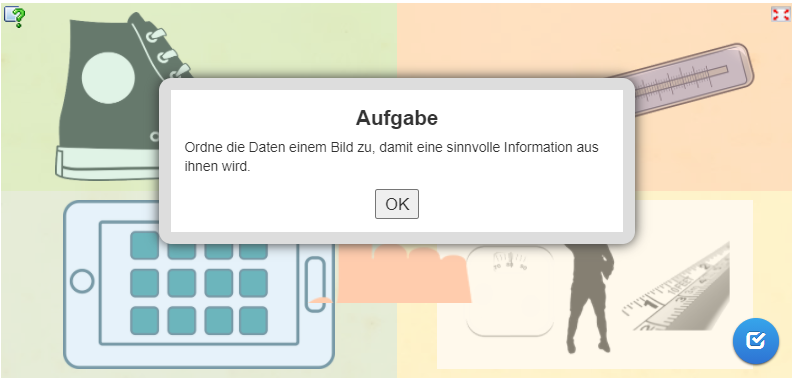 Aufgabe
Ordne die Daten einem Bild zu, damit eine sinnvolle Information aus
ihnen wird.
OK